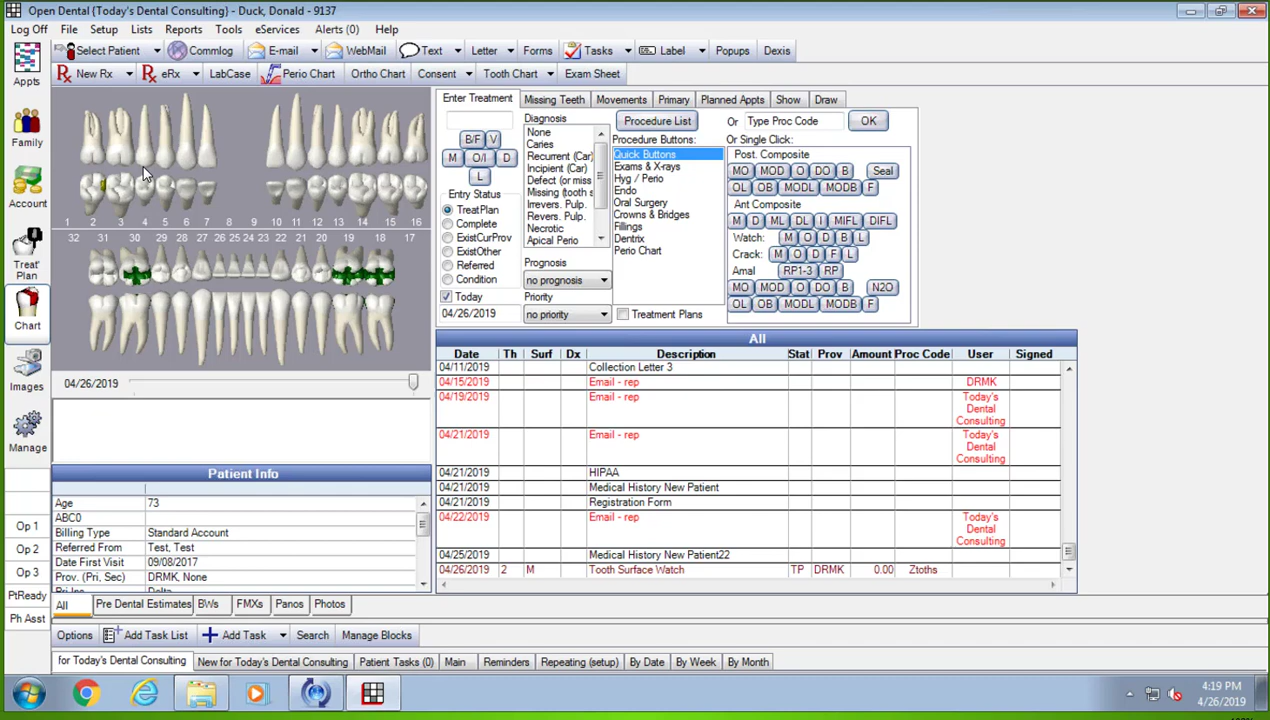 Open Dental {Today's Dental Consulting} - Duck, Donald - 9137
Log Off File Setup Lists Reports Tools eServices Alerts (0) Help
Select Patient Commlog E-mail WebMail Text Letter Forms Tasks Label Popups Dexis
New Rx eRx LabCase Perio Chart Ortho Chart Consent Tooth Chart Exam Sheet
Appts
Family
Account
Treat' Plan
Chart
Images
Manage
Op 1
Op 2
Op 3
PtReady
Ph Asst
1 2 3 4 5 6 7 8 9 10 11 12 13 14 15 16
32 31 30 29 28 27 26 25 24 23 22 21 20 19 18 17
04/26/2019
Enter Treatment Missing Teeth Movements Primary Planned Appts Show Draw
B/F V
M O/I D
L
Entry Status
TreatPlan
Complete
ExistCurProv
ExistOther
Referred
Condition
Today
04/26/2019
Diagnosis
None
Caries
Recurrent (Car)
Incipient (Car)
Defect (or miss
Missing (tooth s
Irrevers. Pulp.
Revers. Pulp.
Necrotic
Apical Perio
Prognosis
no prognosis
Priority
no priority
Treatment Plans
Procedure List
Procedure Buttons:
Quick Buttons
Exams & X-rays
Hyg / Perio
Endo
Oral Surgery
Crowns & Bridges
Fillings
Dentrix
Perio Chart
Or Type Proc Code OK
Or Single Click:
Post. Composite
MO MOD O DO B Seal
OL OB MODL MODB F
Ant Composite
M D ML DL I MIFL DIFL
Watch: M O D B L
Crack: M O D F L
Amal RP1-3 RP
MO MOD O DO B N2O
OL OB MODL MODB F
All
Date Th Surf Dx Description Stat Prov Amount Proc Code User Signed
04/11/2019 Collection Letter 3
04/15/2019 Email - rep DRMK
04/19/2019 Email - rep Today's Dental Consulting
04/21/2019 Email - rep Today's Dental Consulting
04/21/2019 HIPAA
04/21/2019 Medical History New Patient
04/21/2019 Registration Form
04/22/2019 Email - rep Today's Dental Consulting
04/25/2019 Medical History New Patient22
04/26/2019 2 M Tooth Surface Watch TP DRMK 0.00 Ztoths
Patient Info
Age 73
ABC0
Billing Type Standard Account
Referred From Test, Test
Date First Visit 09/08/2017
Prov. (Pri, Sec) DRMK, None
Pri Ins Delta
All Pre Dental Estimates BWs FMXs Panos Photos
Options Add Task List Add Task Search Manage Blocks
for Today's Dental Consulting New for Today's Dental Consulting Patient Tasks (0) Main Reminders Repeating (setup) By Date By Week By Month
4:19 PM
4/26/2019